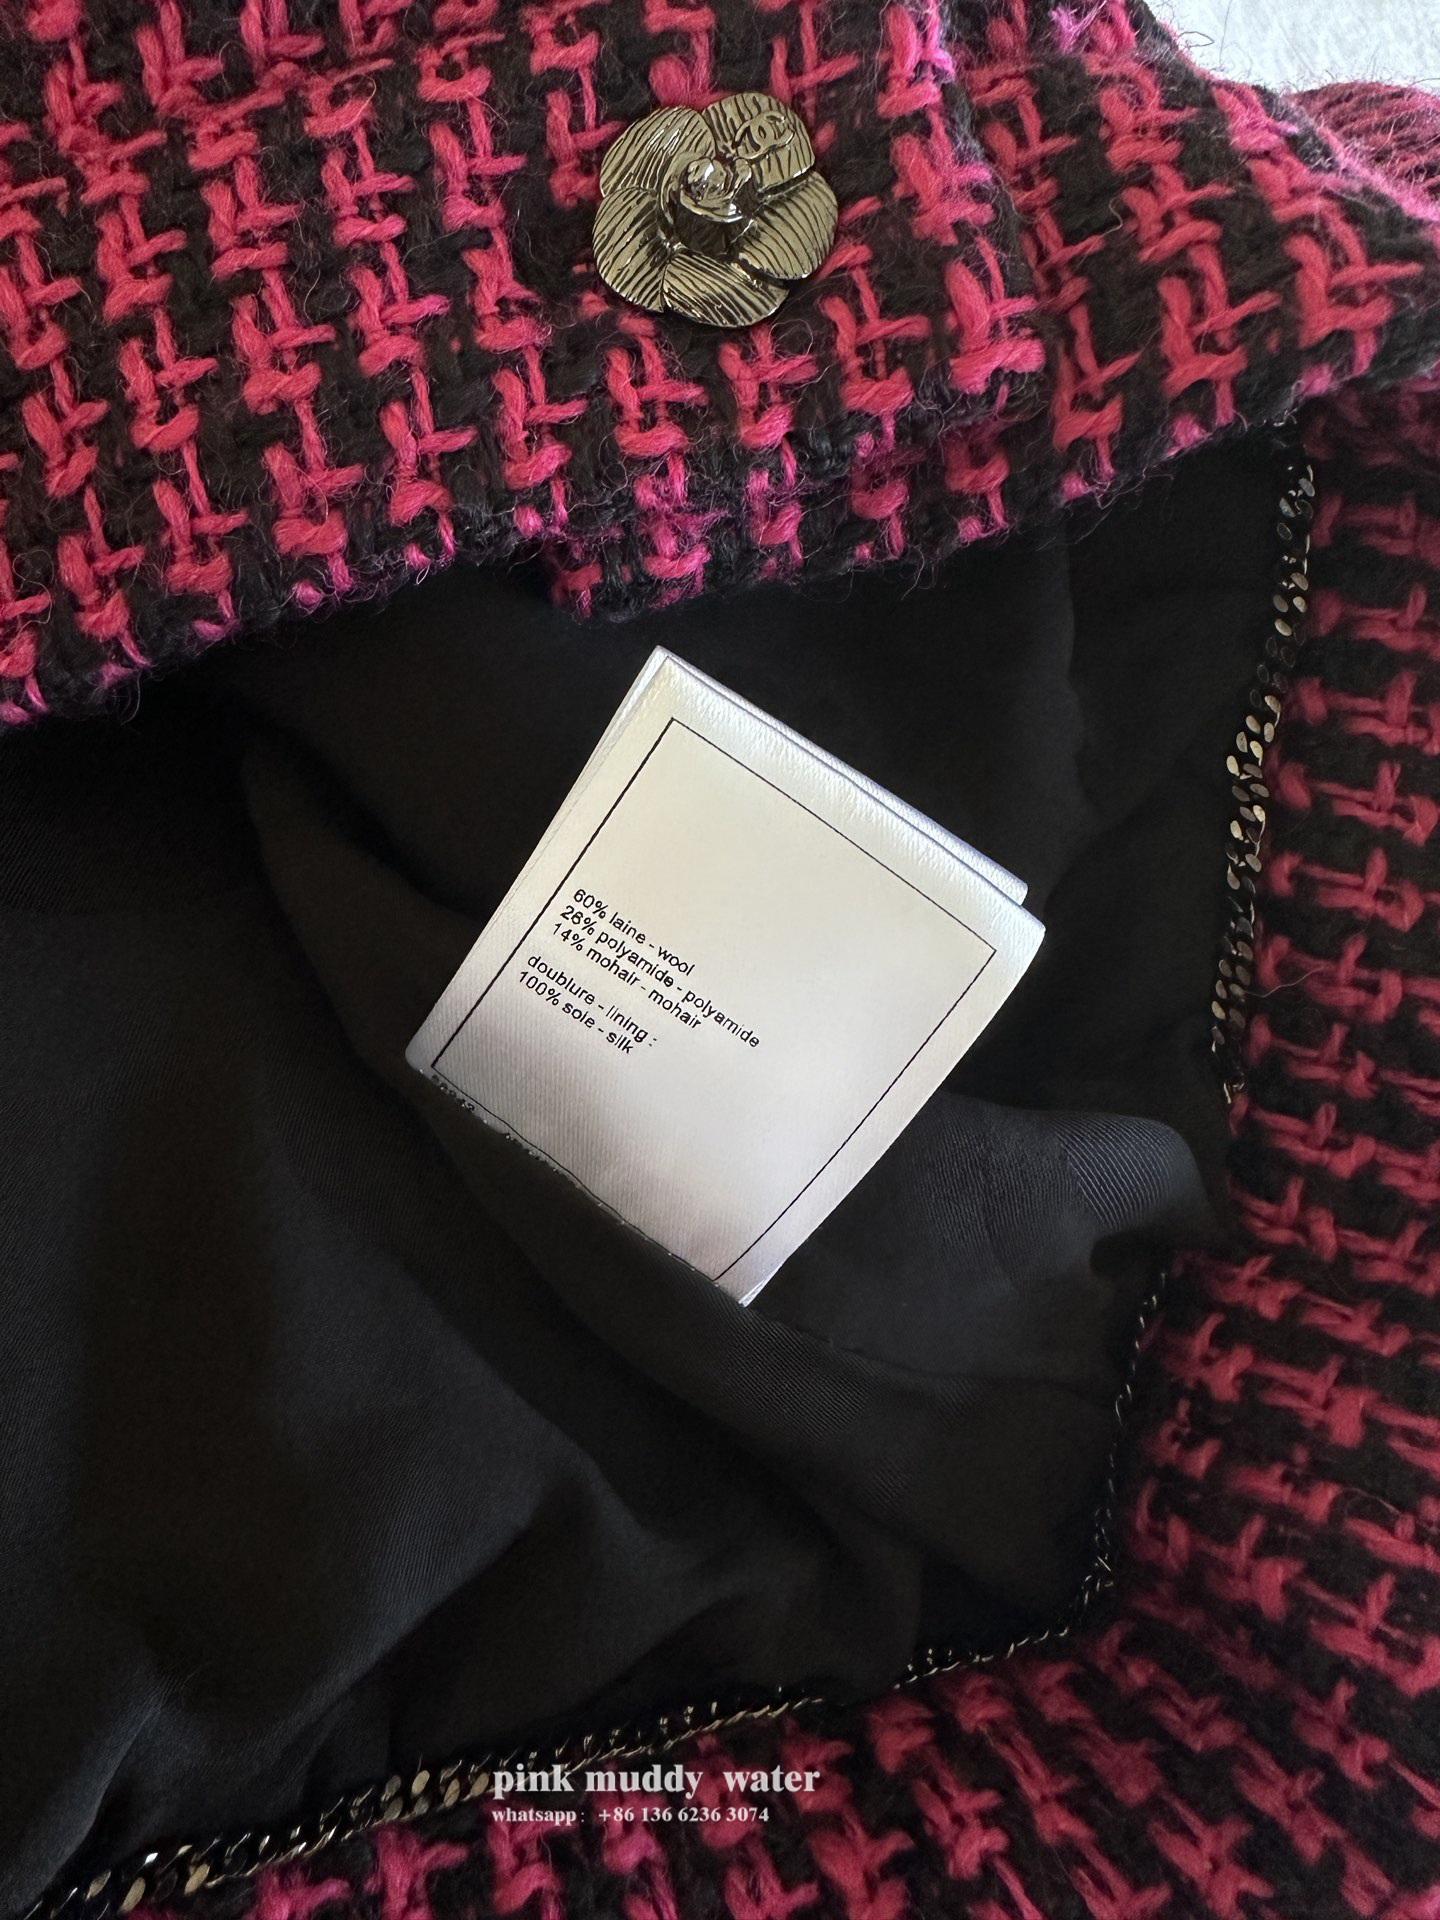 60% laine - wool
26% polyamide - polyamide
14% mohair - mohair
doublure - lining :
100% soie - silk
pink muddy water
whatsapp : +86 136 6236 3074